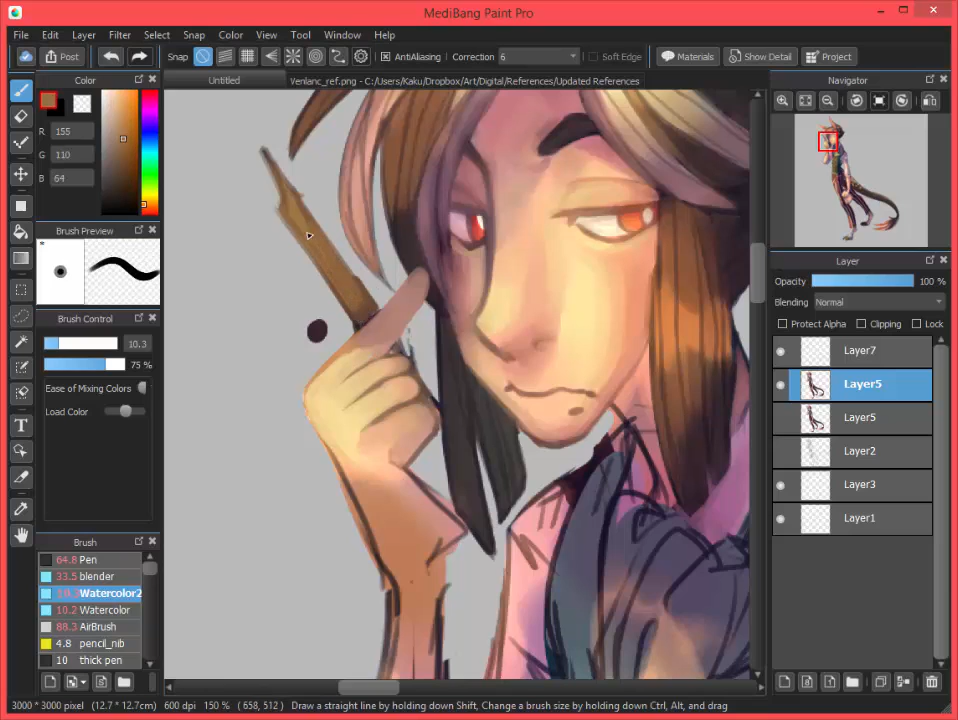 MediBang Paint Pro
File Edit Layer Filter Select Snap Color View Tool Window Help
Post Snap AntiAliasing Correction 6 Soft Edge Materials Show Detail Project
Color
Untitled Venlanc_ref.png - C:/Users/Kaku/Dropbox/Art/Digital/References/Updated References
Navigator
R 155
G 110
B 64
Brush Preview
*
Layer
Opacity 100 %
Blending Normal
Protect Alpha Clipping Lock
Brush Control
10.3
75 %
Ease of Mixing Colors
Load Color
Layer7
Layer5
Layer5
Layer2
Layer3
Layer1
T
Brush
64.8 Pen
33.5 blender
10.3 Watercolor2
10.2 Watercolor
88.3 AirBrush
4.8 pencil_nib
10 thick pen
3000 * 3000 pixel (12.7 * 12.7cm) 600 dpi 150 % ( 658, 512 ) Draw a straight line by holding down Shift, Change a brush size by holding down Ctrl, Alt, and drag